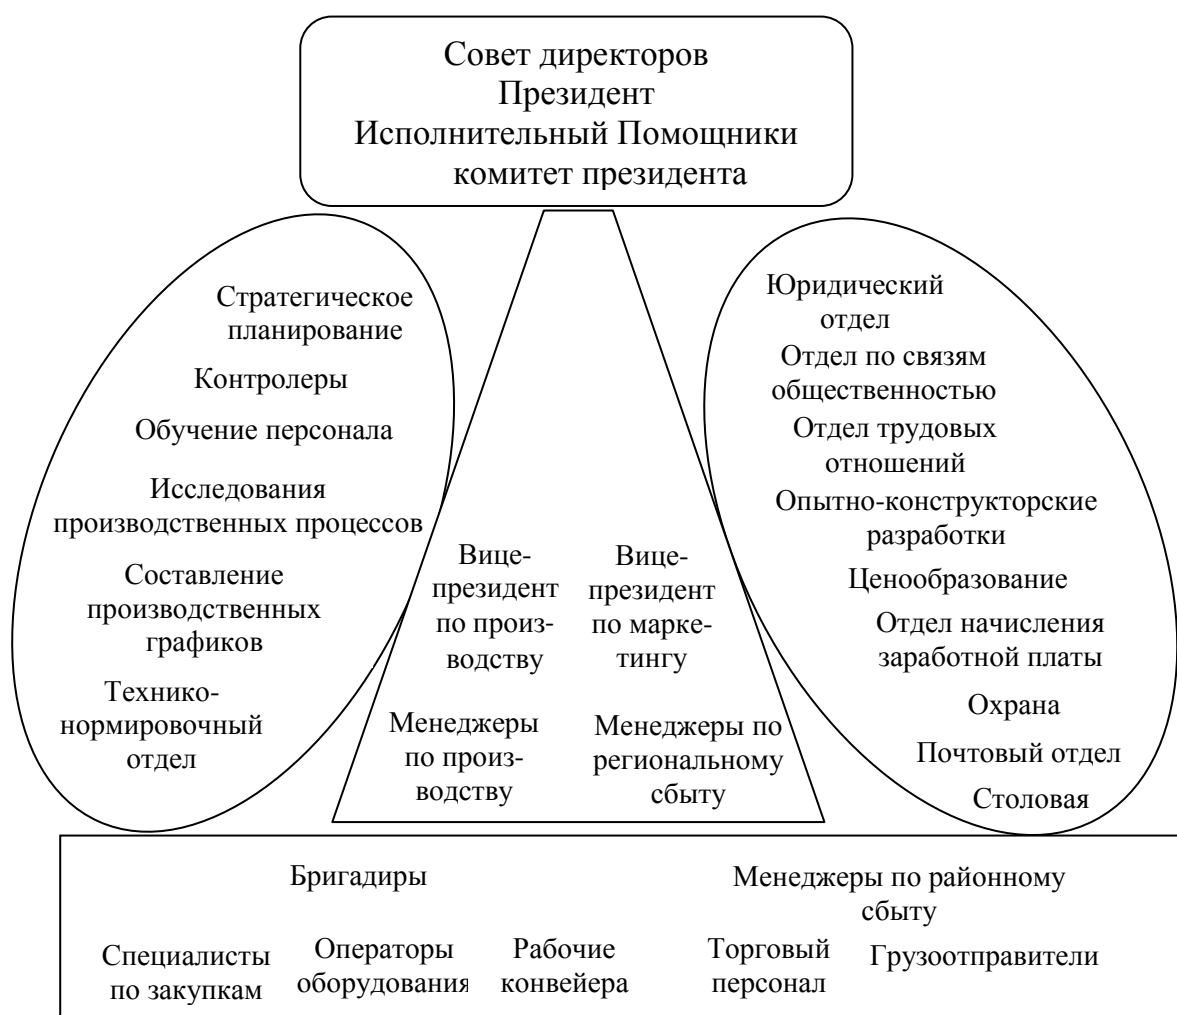 Совет директоров
Президент
Исполнительный Помощники
комитет президента
Стратегическое
планирование
Контролеры
Обучение персонала
Исследования
производственных процессов
Составление
производственных
графиков
Технико-
нормировочный
отдел
Вице-
президент
по произ-
водству
Менеджеры
по произ-
водству
Вице-
президент
по марке-
тингу
Менеджеры по
региональному
сбыту
Юридический
отдел
Отдел по связям
общественностью
Отдел трудовых
отношений
Опытно-конструкторские
разработки
Ценообразование
Отдел начисления
заработной платы
Охрана
Почтовый отдел
Столовая
Бригадиры
Менеджеры по районному
сбыту
Специалисты
по закупкам
Операторы
оборудования
Рабочие
конвейера
Торговый
персонал
Грузоотправители